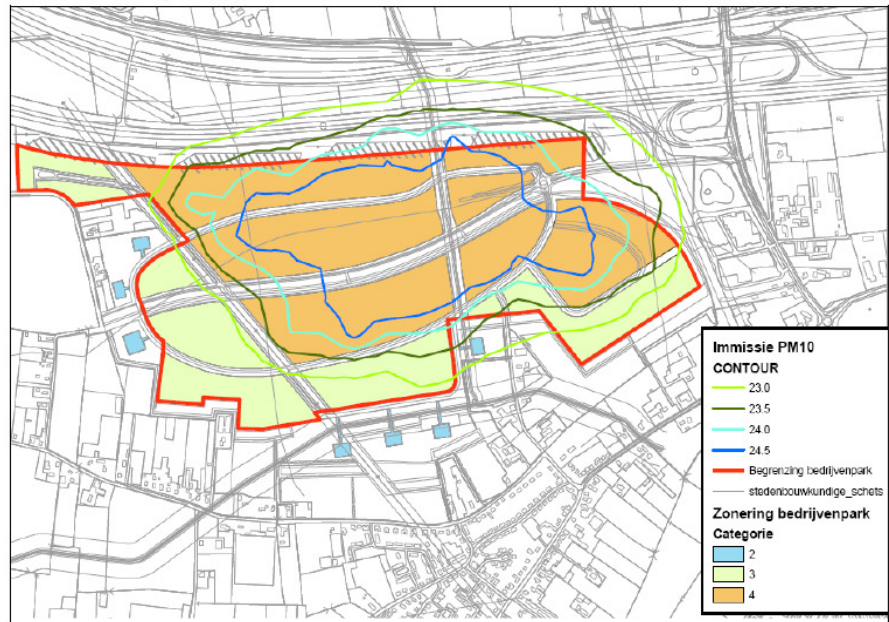 Immissie PM10
CONTOUR
23.0
23.5
24.0
24.5
Begrenzing bedrijvenpark
stedenbouwkundige_schets
Zonering bedrijvenpark
Categorie
2
3
4